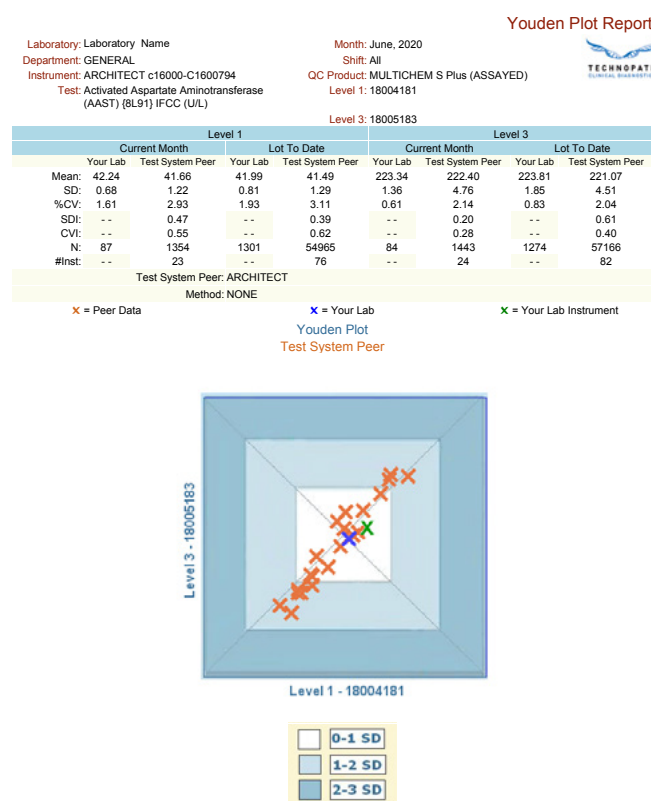 Youden Plot Report
Laboratory: Laboratory Name Month: June, 2020
Department: GENERAL Shift: All
Instrument: ARCHITECT c16000-C1600794 QC Product: MULTICHEM S Plus (ASSAYED)
Test: Activated Aspartate Aminotransferase Level 1: 18004181
(AAST) {8L91} IFCC (U/L)
Level 3: 18005183
TECHNOPAT
CLINICAL DIAGNOSTI
Level 1 Level 3
Current Month Lot To Date Current Month Lot To Date
Your Lab Test System Peer Your Lab Test System Peer Your Lab Test System Peer Your Lab Test System Peer
Mean: 42.24 41.66 41.99 41.49 223.34 222.40 223.81 221.07
SD: 0.68 1.22 0.81 1.29 1.36 4.76 1.85 4.51
%CV: 1.61 2.93 1.93 3.11 0.61 2.14 0.83 2.04
SDI: - - 0.47 - - 0.39 - - 0.20 - - 0.61
CVI: - - 0.55 - - 0.62 - - 0.28 - - 0.40
N: 87 1354 1301 54965 84 1443 1274 57166
#Inst: - - 23 - - 76 - - 24 - - 82
Test System Peer: ARCHITECT
Method: NONE
x = Peer Data x = Your Lab x = Your Lab Instrument
Youden Plot
Test System Peer
Level 3 - 18005183
Level 1 - 18004181
0-1 SD
1-2 SD
2-3 SD